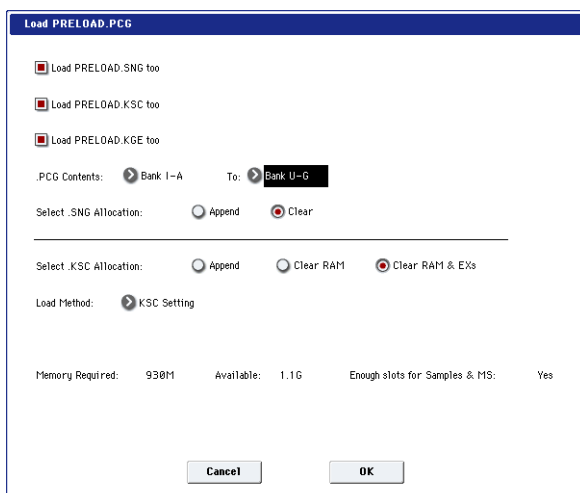 Load PRELOAD.PCG
Load PRELOAD.SNG too
Load PRELOAD.KSC too
Load PRELOAD.KGE too
.PCG Contents: Bank I-A To: Bank U-G
Select .SNG Allocation: Append Clear
Select .KSC Allocation: Append Clear RAM Clear RAM & EXs
Load Method: KSC Setting
Memory Required: 930M Available: 1.1G Enough slots for Samples & MS: Yes
Cancel OK